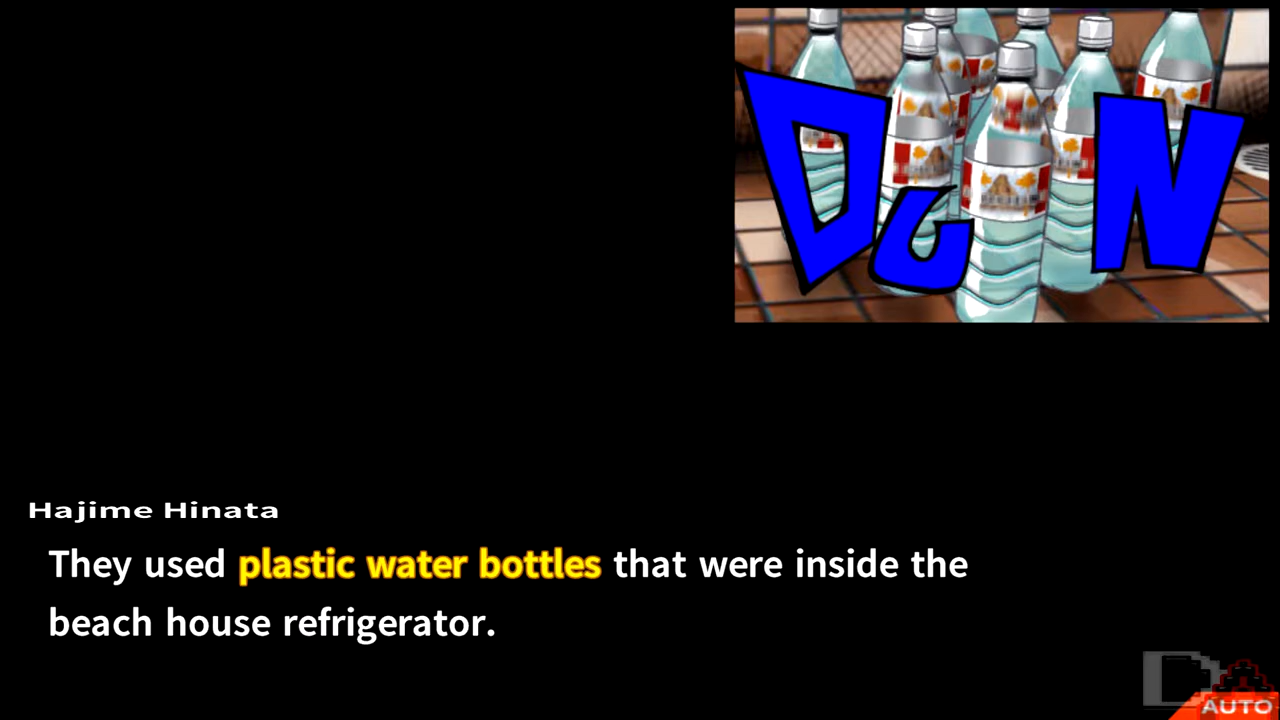 DUN
Hajime Hinata
They used plastic water bottles that were inside the
beach house refrigerator.
AUTO